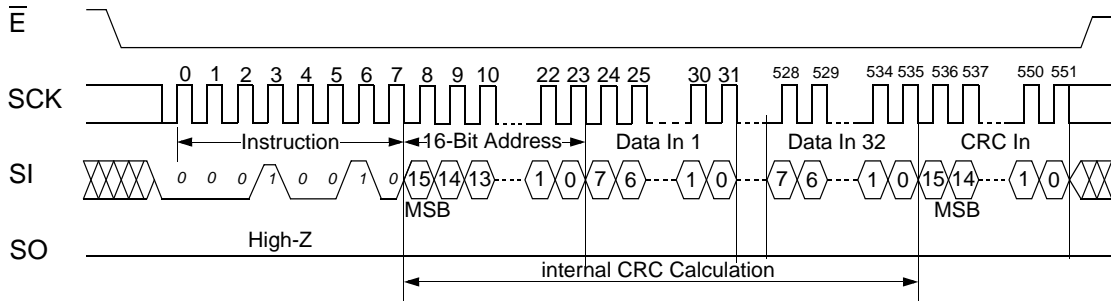 E
0 1 2 3 4 5 6 7 8 9 10 22 23 24 25 30 31 528 529 534 535 536 537 550 551
SCK
Instruction 16-Bit Address Data In 1 Data In 32 CRC In
SI 0 0 0 1 0 0 1 0 15 14 13 1 0 7 6 1 0 7 6 1 0 15 14 1 0
MSB MSB
High-Z
SO
internal CRC Calculation